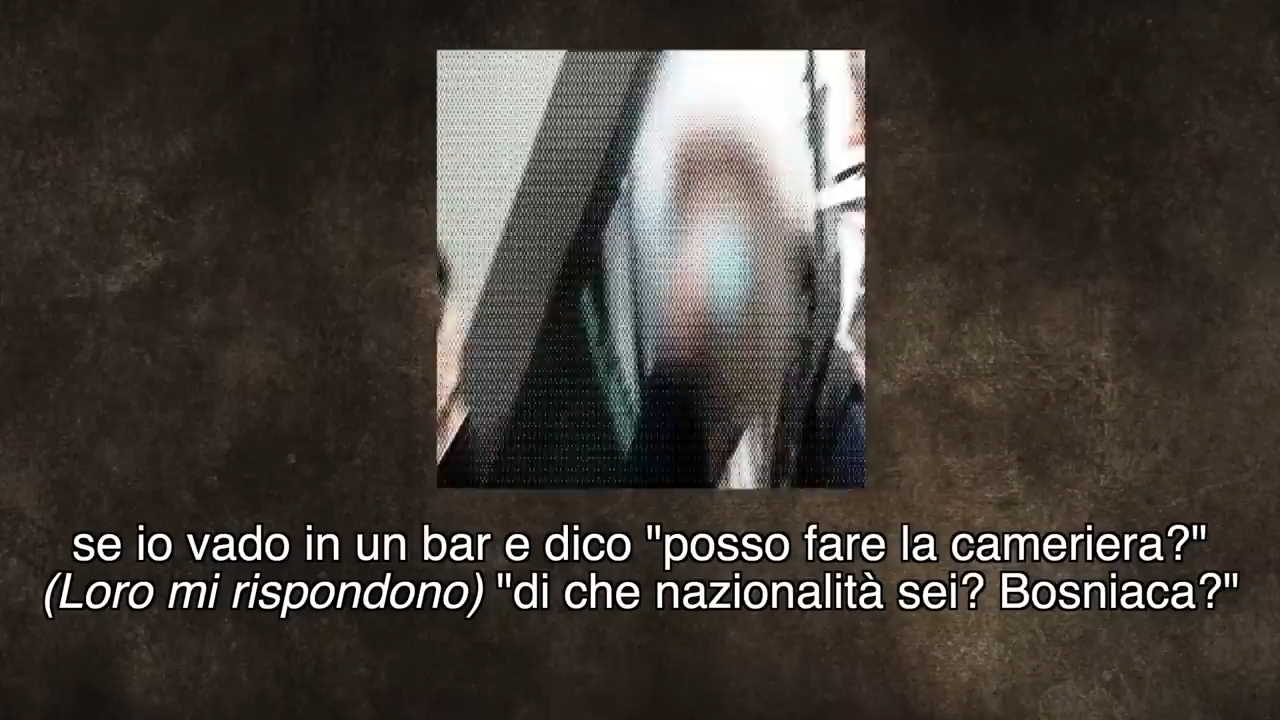 se io vado in un bar e dico "posso fare la cameriera?"
(Loro mi rispondono) "di che nazionalità sei? Bosniaca?"